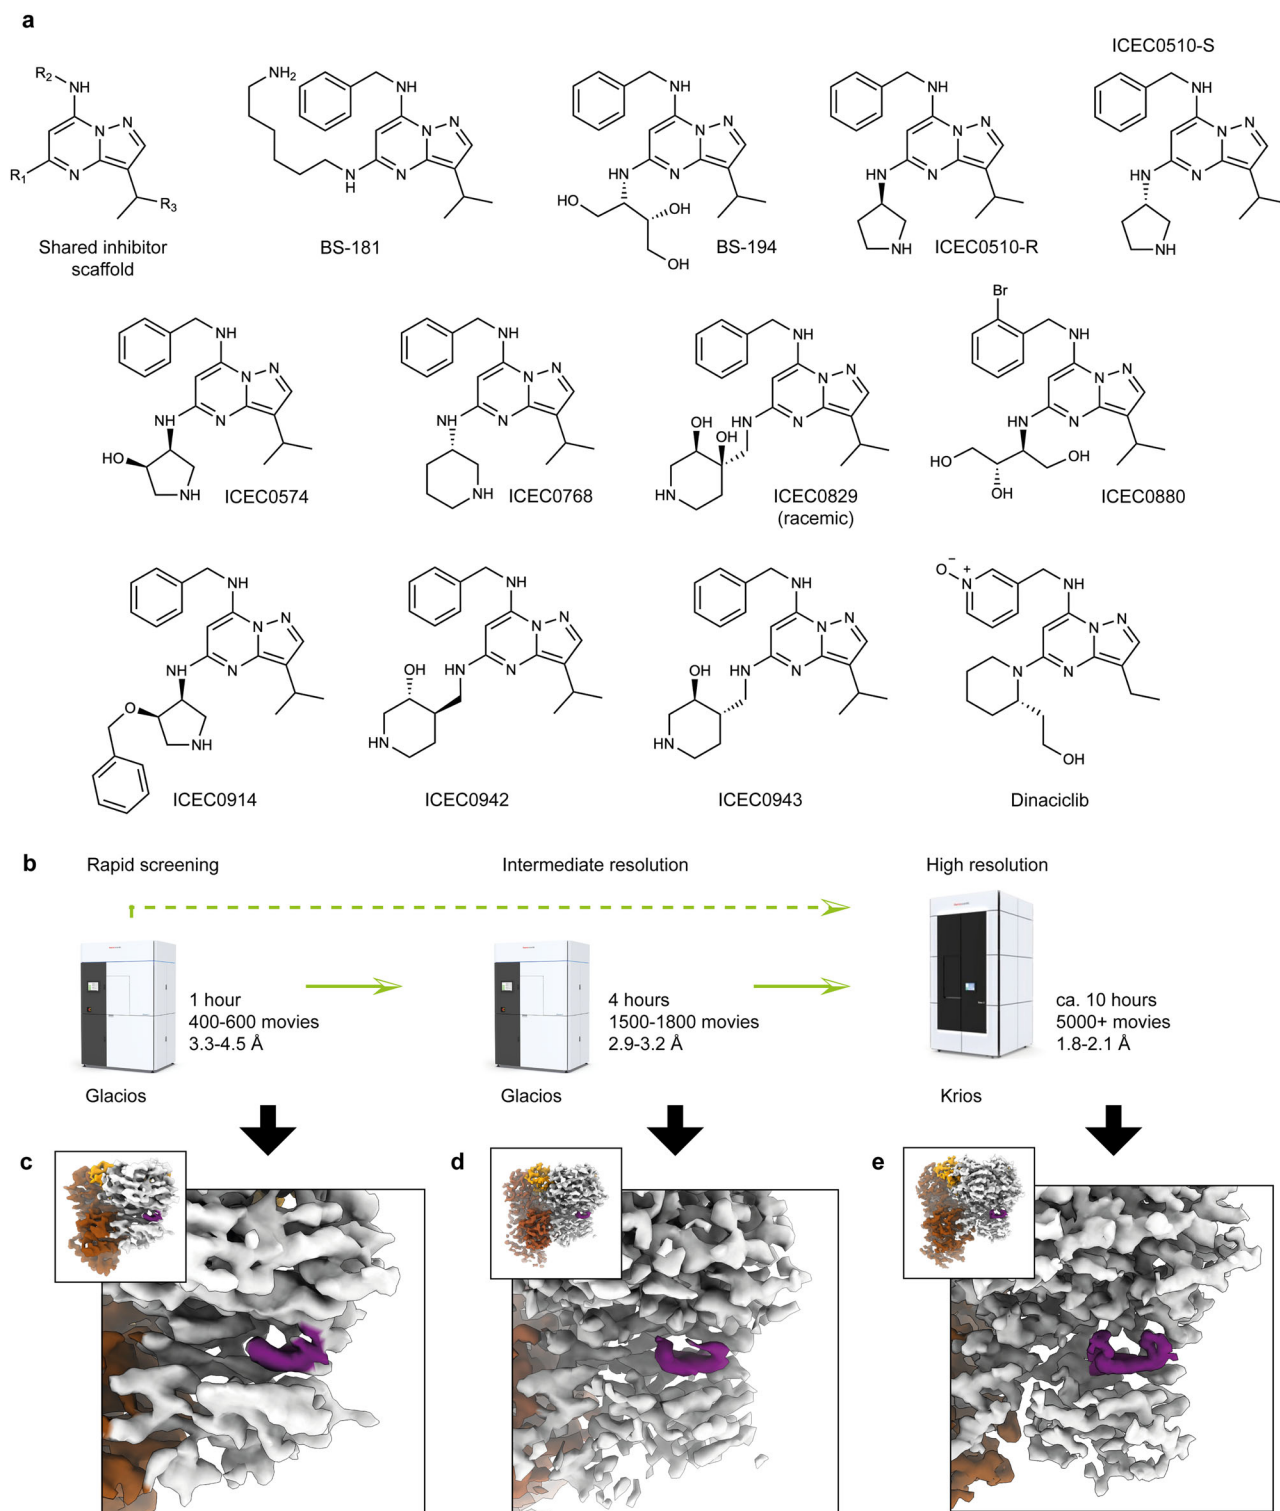 a
R₂
NH
N
N
N
R₁
R₃
Shared inhibitor
scaffold
NH₂
NH
N
N
N
N
H
BS-181
NH
N
N
HN
N
HO
OH
OH
BS-194
NH
N
N
HN
N
NH
ICEC0510-R
ICEC0510-S
NH
N
N
HN
N
NH
NH
N
N
NH
N
HO
NH
ICEC0574
NH
N
N
NH
N
NH
ICEC0768
NH
N
N
OH
OH
NH
N
HN
ICEC0829
(racemic)
Br
NH
N
N
HN
N
HO
OH
OH
ICEC0880
NH
N
N
NH
N
O
NH
ICEC0914
NH
N
N
OH
NH
N
HN
ICEC0942
NH
N
N
OH
NH
N
HN
ICEC0943
O⁻
N⁺
NH
N
N
N
N
OH
Dinaciclib
b
Rapid screening
Intermediate resolution
High resolution
1 hour
400-600 movies
3.3-4.5 Å
Glacios
4 hours
1500-1800 movies
2.9-3.2 Å
Glacios
ca. 10 hours
5000+ movies
1.8-2.1 Å
Krios
c
d
e